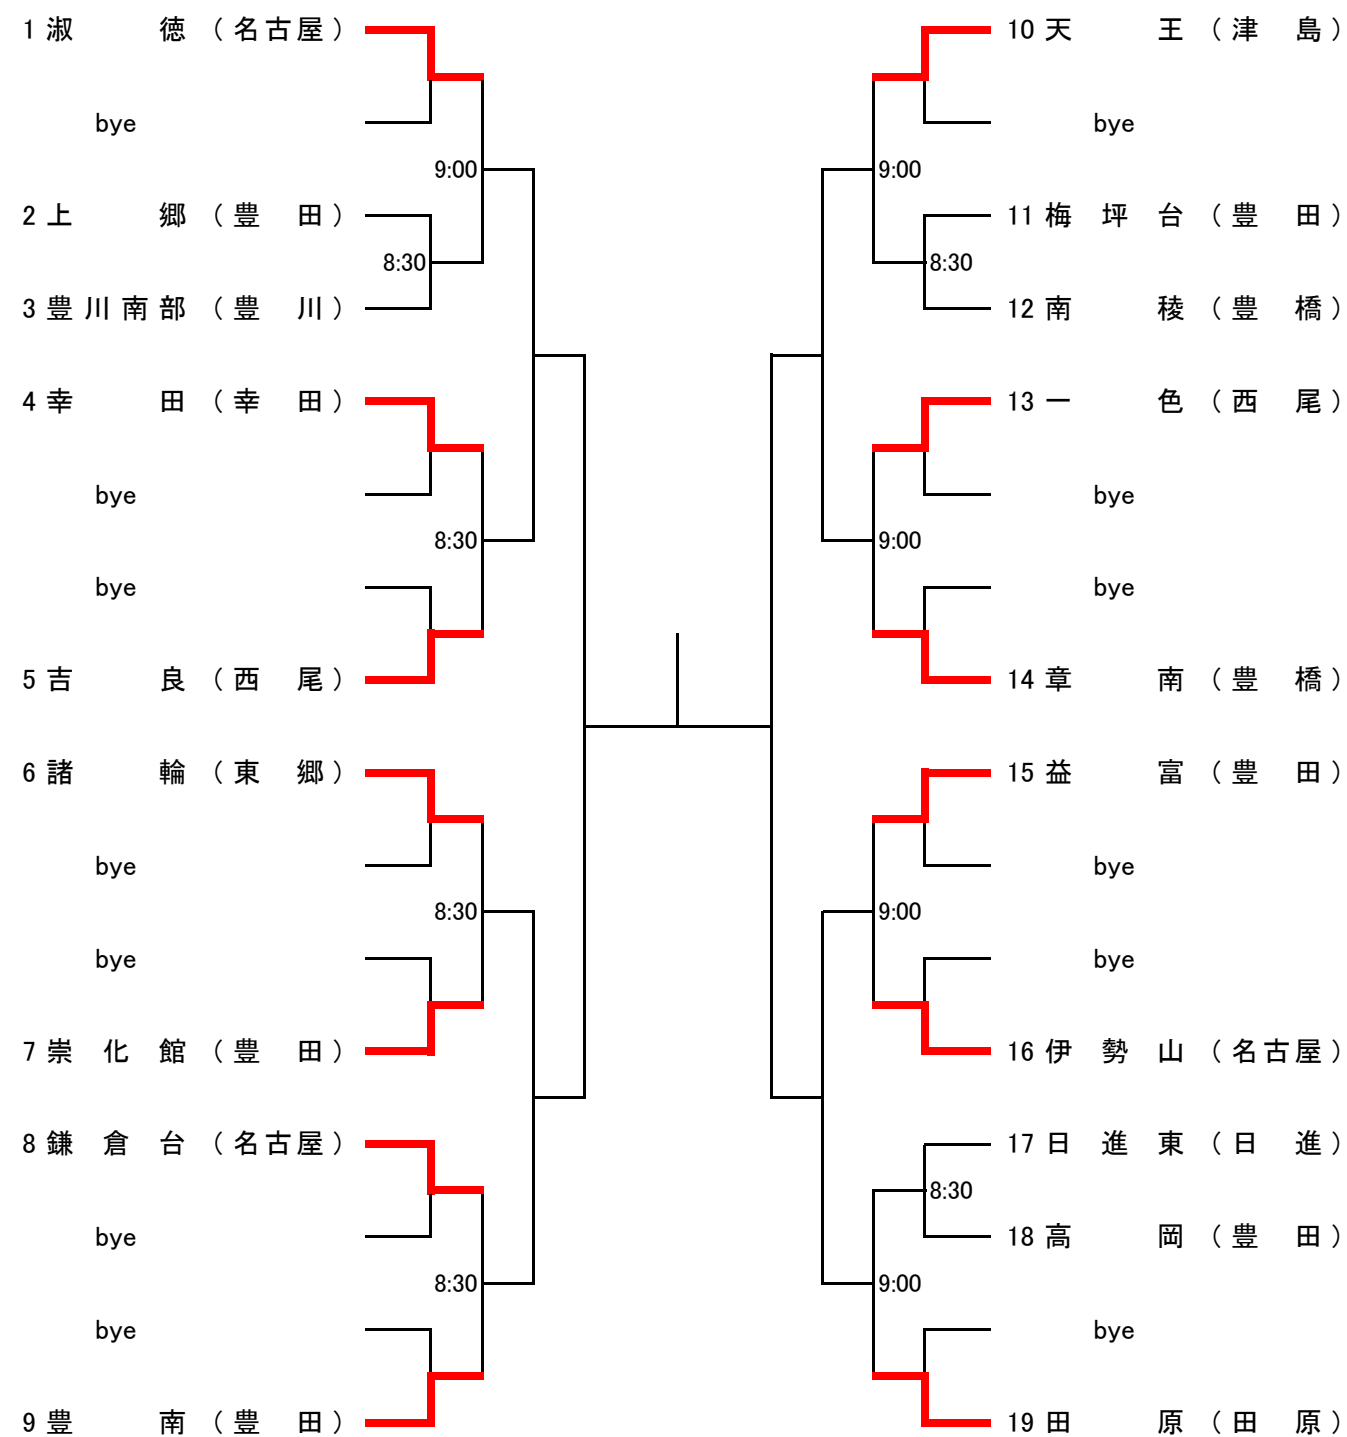 1 淑 徳 （ 名古屋 ）
bye
9:00
2 上 郷 （ 豊 田 ）
8:30
3 豊川南部 （ 豊 川 ）
4 幸 田 （ 幸 田 ）
bye
8:30
bye
5 吉 良 （ 西 尾 ）
6 諸 輪 （ 東 郷 ）
bye
8:30
bye
7 崇 化 館 （ 豊 田 ）
8 鎌 倉 台 （ 名古屋 ）
bye
8:30
bye
9 豊 南 （ 豊 田 ）
10 天 王 （ 津 島 ）
bye
9:00
11 梅 坪 台 （ 豊 田 ）
8:30
12 南 稜 （ 豊 橋 ）
13 一 色 （ 西 尾 ）
bye
9:00
bye
14 章 南 （ 豊 橋 ）
15 益 富 （ 豊 田 ）
bye
9:00
bye
16 伊 勢 山 （ 名古屋 ）
17 日 進 東 （ 日 進 ）
8:30
18 高 岡 （ 豊 田 ）
9:00
bye
19 田 原 （ 田 原 ）